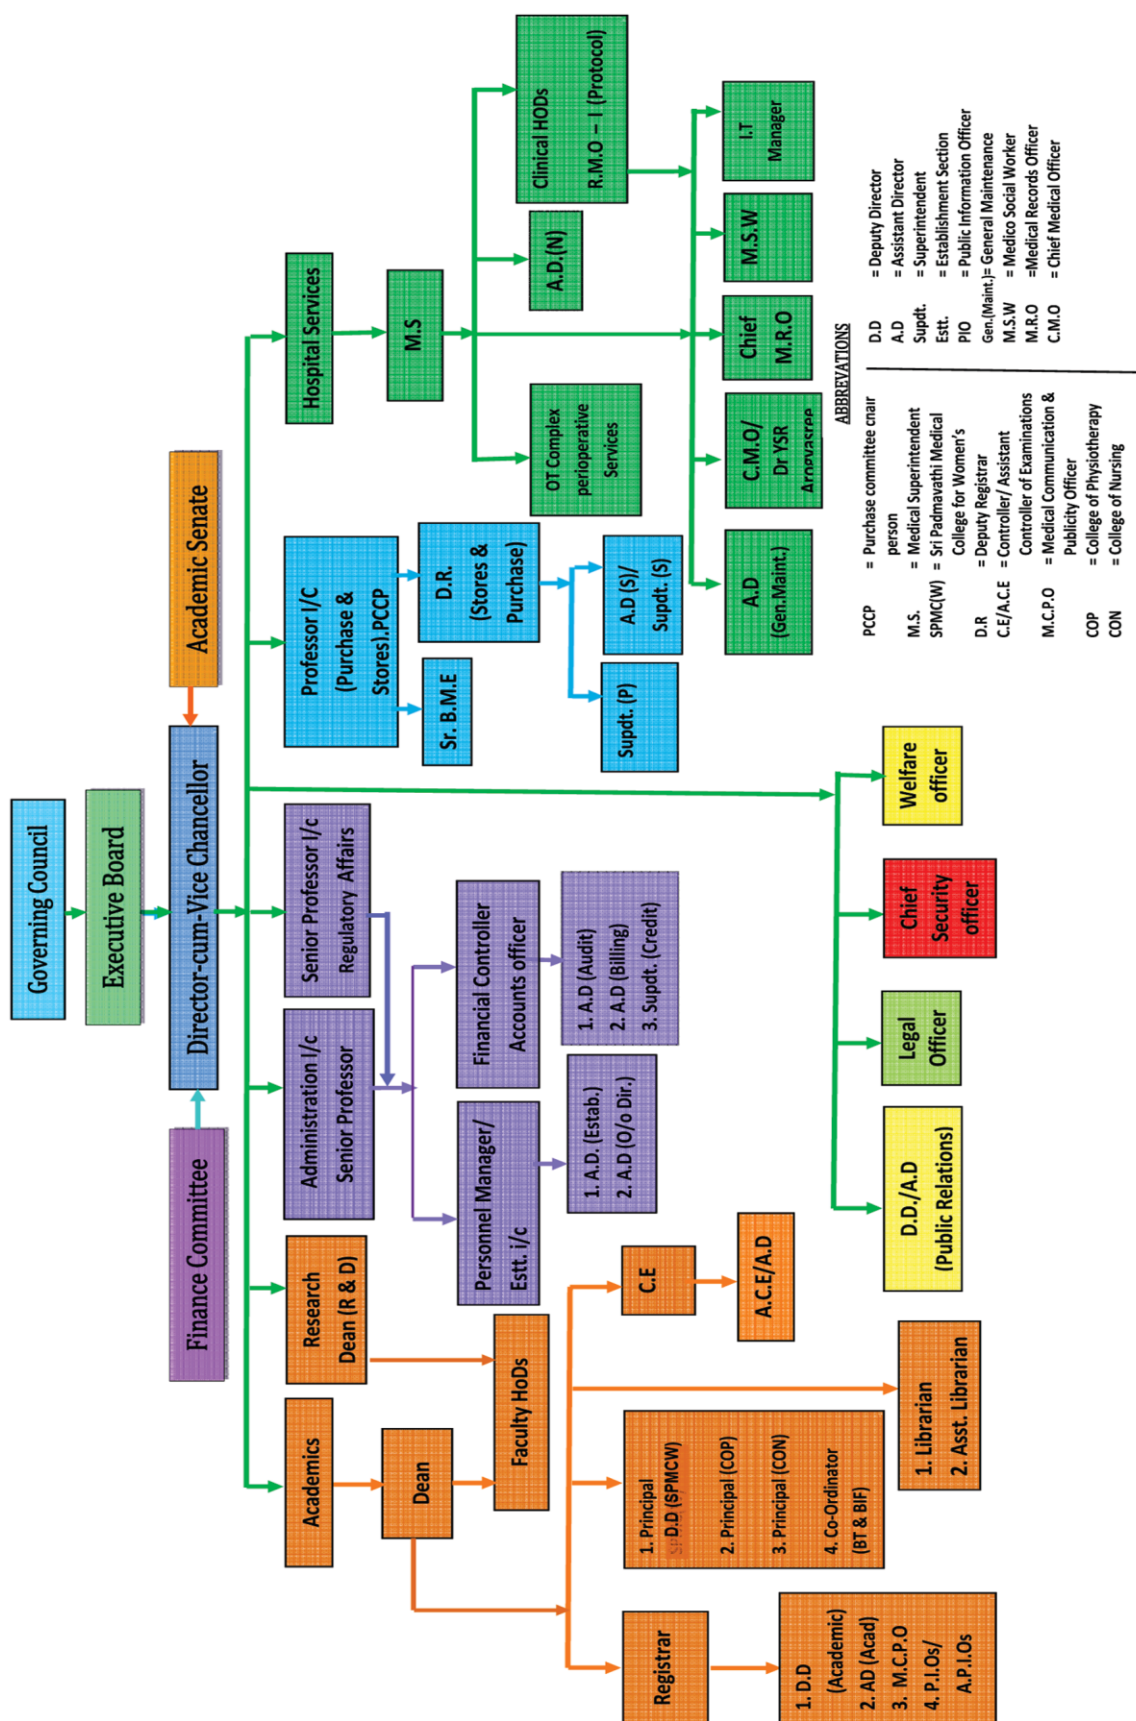 Governing Council
Executive Board
Finance Committee
Director-cum-Vice Chancellor
Academic Senate
Academics
Research
Dean (R & D)
Administration I/c
Senior Professor
Senior Professor I/c
Regulatory Affairs
Professor I/C
(Purchase &
Stores).PCCP
Hospital Services
Dean
Faculty HoDs
Personnel Manager/
Estt. i/c
Financial Controller
Accounts officer
Sr. B.M.E
D.R.
(Stores &
Purchase)
M.S
1. A.D. (Estab.)
2. A.D (O/o Dir.)
1. A.D (Audit)
2. A.D (Billing)
3. Supdt. (Credit)
Supdt. (P)
A.D (S)/
Supdt. (S)
OT Complex
perioperative
Services
A.D.(N)
Clinical HODs
R.M.O – I (Protocol)
Registrar
1. Principal
D.D (SPMCW)
2. Principal (COP)
3. Principal (CON)
4. Co-Ordinator
(BT & BIF)
C.E
A.C.E/A.D
A.D
(Gen.Maint.)
C.M.O/
Dr YSR
Arogyasree
Chief
M.R.O
M.S.W
I.T
Manager
1. D.D
(Academic)
2. AD (Acad)
3. M.C.P.O
4. P.I.Os/
A.P.I.Os
1. Librarian
2. Asst. Librarian
D.D./A.D
(Public Relations)
Legal
Officer
Chief
Security
officer
Welfare
officer
ABBREVATIONS
PCCP = Purchase committee cnair
person
M.S. = Medical Superintendent
SPMC(W) = Sri Padmavathi Medical
College for Women's
D.R = Deputy Registrar
C.E/A.C.E = Controller/ Assistant
Controller of Examinations
M.C.P.O = Medical Communication &
Publicity Officer
COP = College of Physiotherapy
CON = College of Nursing
D.D = Deputy Director
A.D = Assistant Director
Supdt. = Superintendent
Estt. = Establishment Section
PIO = Public Information Officer
Gen.(Maint.)= General Maintenance
M.S.W = Medico Social Worker
M.R.O =Medical Records Officer
C.M.O = Chief Medical Officer